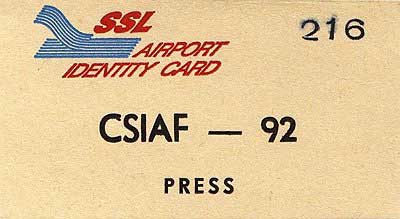 SSL 216
AIRPORT
IDENTITY CARD
CSIAF — 92
PRESS